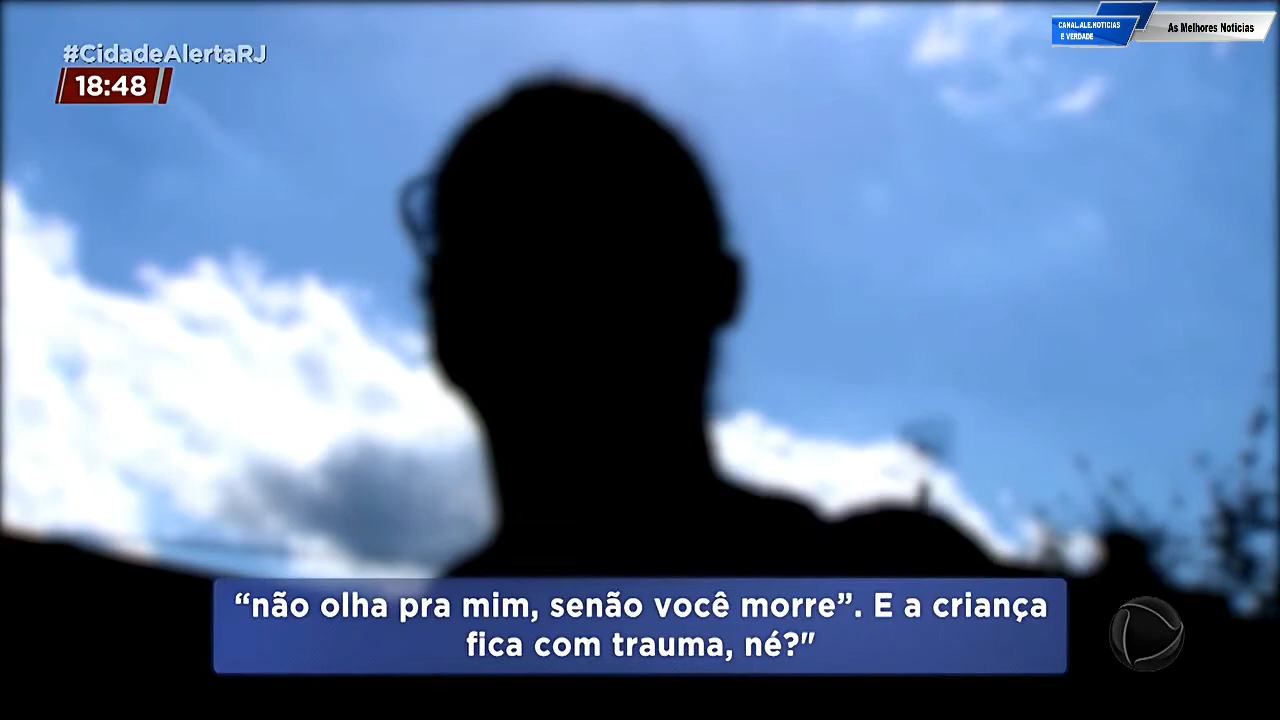 #CidadeAlertaRJ
18:48
CANAL.ALE.NOTICIAS
E VERDADE
As Melhores Noticias
“não olha pra mim, senão você morre”. E a criança
fica com trauma, né?"